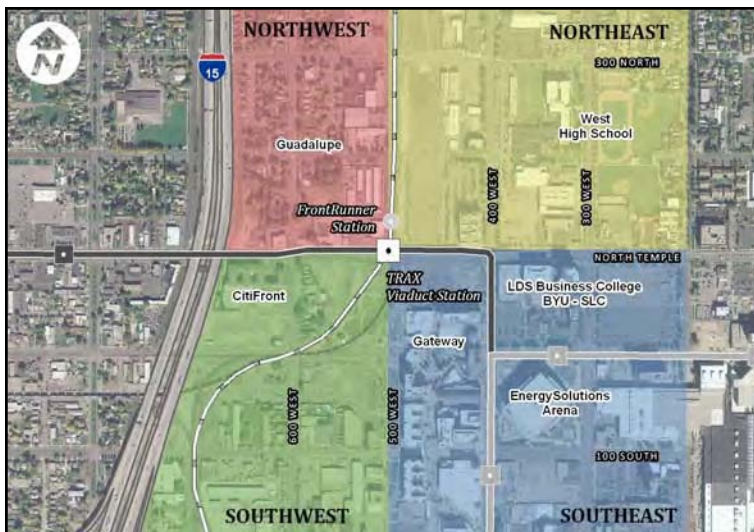 NORTHWEST
NORTHEAST
N
15
300 NORTH
West
High School
Guadalupe
400 WEST
300 WEST
FrontRunner
Station
NORTH TEMPLE
TRAX
Viaduct Station
CitiFront
LDS Business College
BYU - SLC
Gateway
EnergySolutions
Arena
600 WEST
500 WEST
100 SOUTH
SOUTHWEST
SOUTHEAST